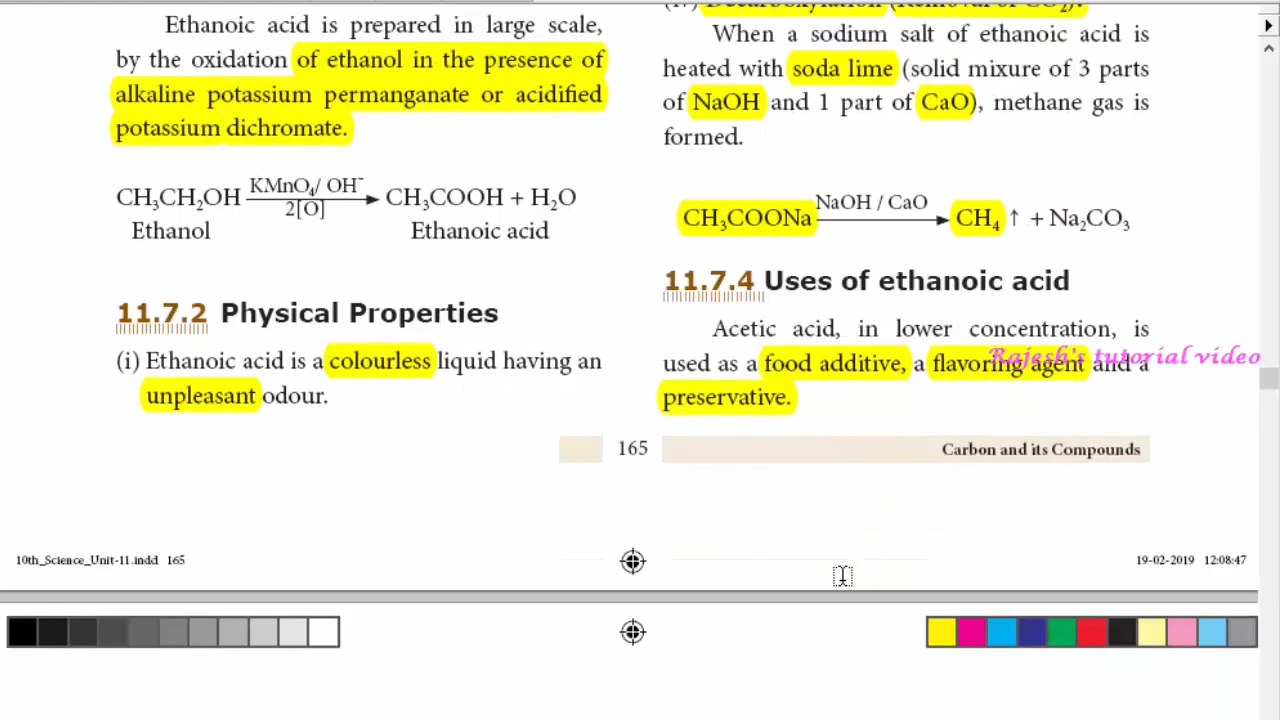 Ethanoic acid is prepared in large scale,
by the oxidation of ethanol in the presence of
alkaline potassium permanganate or acidified
potassium dichromate.
KMnO₄/ OH⁻
CH₃CH₂OH → CH₃COOH + H₂O
2[O]
Ethanol Ethanoic acid
11.7.2 Physical Properties
(i) Ethanoic acid is a colourless liquid having an
unpleasant odour.
(iv) Decarboxylation (Removal of CO₂):
When a sodium salt of ethanoic acid is
heated with soda lime (solid mixture of 3 parts
of NaOH and 1 part of CaO), methane gas is
formed.
NaOH / CaO
CH₃COONa → CH₄ ↑ + Na₂CO₃
11.7.4 Uses of ethanoic acid
Acetic acid, in lower concentration, is
used as a food additive, a flavoring agent and a
preservative.
Rajesh's tutorial video
165 Carbon and its Compounds
10th_Science_Unit-11.indd 165 19-02-2019 12:08:47